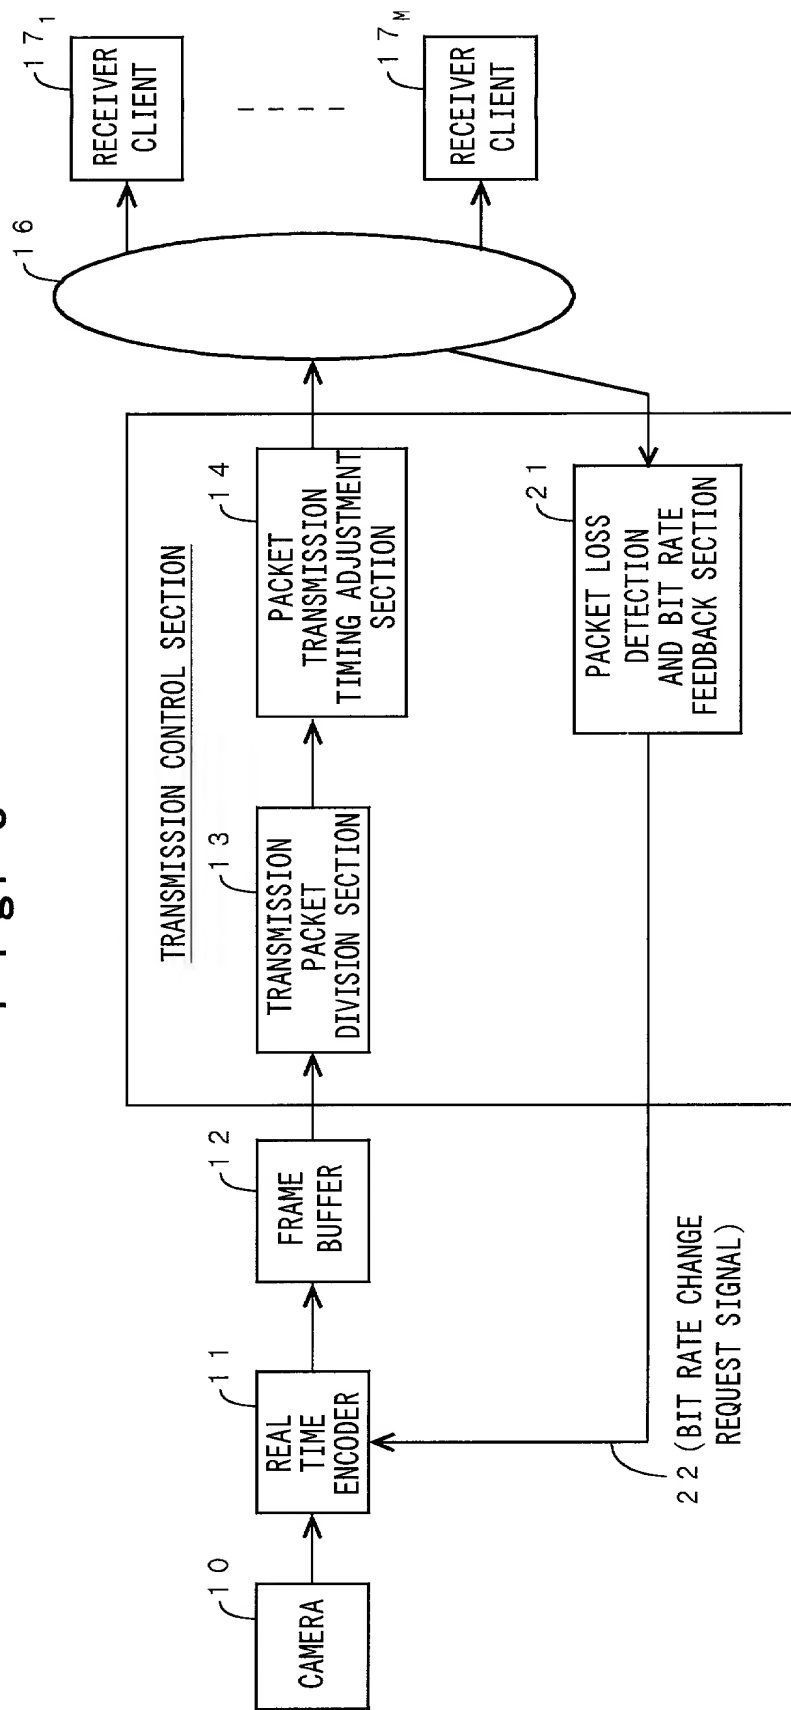 TRANSMISSION CONTROL SECTION
10
CAMERA
11
REAL
TIME
ENCODER
12
FRAME
BUFFER
13
TRANSMISSION
PACKET
DIVISION SECTION
14
PACKET
TRANSMISSION
TIMING ADJUSTMENT
SECTION
16
17₁
RECEIVER
CLIENT
17M
RECEIVER
CLIENT
21
PACKET LOSS
DETECTION
AND BIT RATE
FEEDBACK SECTION
22 (BIT RATE CHANGE
REQUEST SIGNAL)